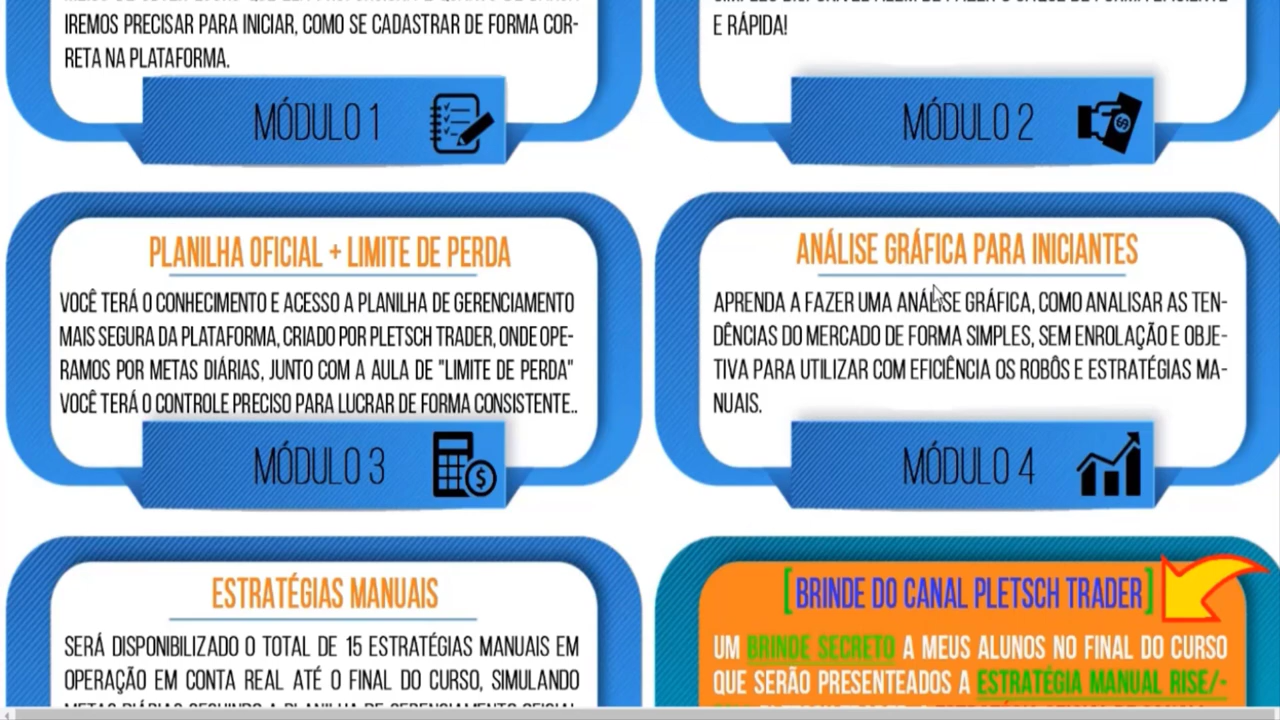 IREMOS PRECISAR PARA INICIAR, COMO SE CADASTRAR DE FORMA COR-
RETA NA PLATAFORMA.
MÓDULO 1
E RÁPIDA!
MÓDULO 2
PLANILHA OFICIAL + LIMITE DE PERDA
VOCÊ TERÁ O CONHECIMENTO E ACESSO A PLANILHA DE GERENCIAMENTO
MAIS SEGURA DA PLATAFORMA, CRIADO POR PLETSCH TRADER, ONDE OPE-
RAMOS POR METAS DIÁRIAS, JUNTO COM A AULA DE "LIMITE DE PERDA"
VOCÊ TERÁ O CONTROLE PRECISO PARA LUCRAR DE FORMA CONSISTENTE..
MÓDULO 3
ANÁLISE GRÁFICA PARA INICIANTES
APRENDA A FAZER UMA ANÁLISE GRÁFICA, COMO ANALISAR AS TEN-
DÊNCIAS DO MERCADO DE FORMA SIMPLES, SEM ENROLAÇÃO E OBJE-
TIVA PARA UTILIZAR COM EFICIÊNCIA OS ROBÔS E ESTRATÉGIAS MA-
NUAIS.
MÓDULO 4
ESTRATÉGIAS MANUAIS
SERÁ DISPONIBILIZADO O TOTAL DE 15 ESTRATÉGIAS MANUAIS EM
OPERAÇÃO EM CONTA REAL ATÉ O FINAL DO CURSO, SIMULANDO
[BRINDE DO CANAL PLETSCH TRADER]
UM BRINDE SECRETO A MEUS ALUNOS NO FINAL DO CURSO
QUE SERÃO PRESENTEADOS A ESTRATÉGIA MANUAL RISE/-